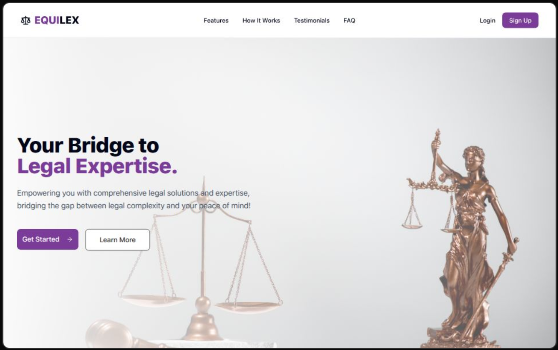 EQUILEX
Features
How It Works
Testimonials
FAQ
Login
Sign Up
Your Bridge to
Legal Expertise.
Empowering you with comprehensive legal solutions and expertise,
bridging the gap between legal complexity and your peace of mind!
Get Started →
Learn More